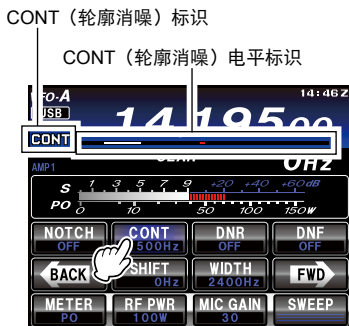 CONT（轮廓消噪）标识
CONT（轮廓消噪）电平标识
VFO-A 14:46Z
USB 14.195.00
CONT
AMP1 0Hz
S 1 3 5 7 9 +20 +40 +60dB
PO 0 10 50 100 150W
NOTCH CONT DNR DNF
OFF 500Hz OFF OFF
BACK SHIFT WIDTH FWD
0Hz 2400Hz
METER RF PWR MIC GAIN SWEEP
PO 100W 30